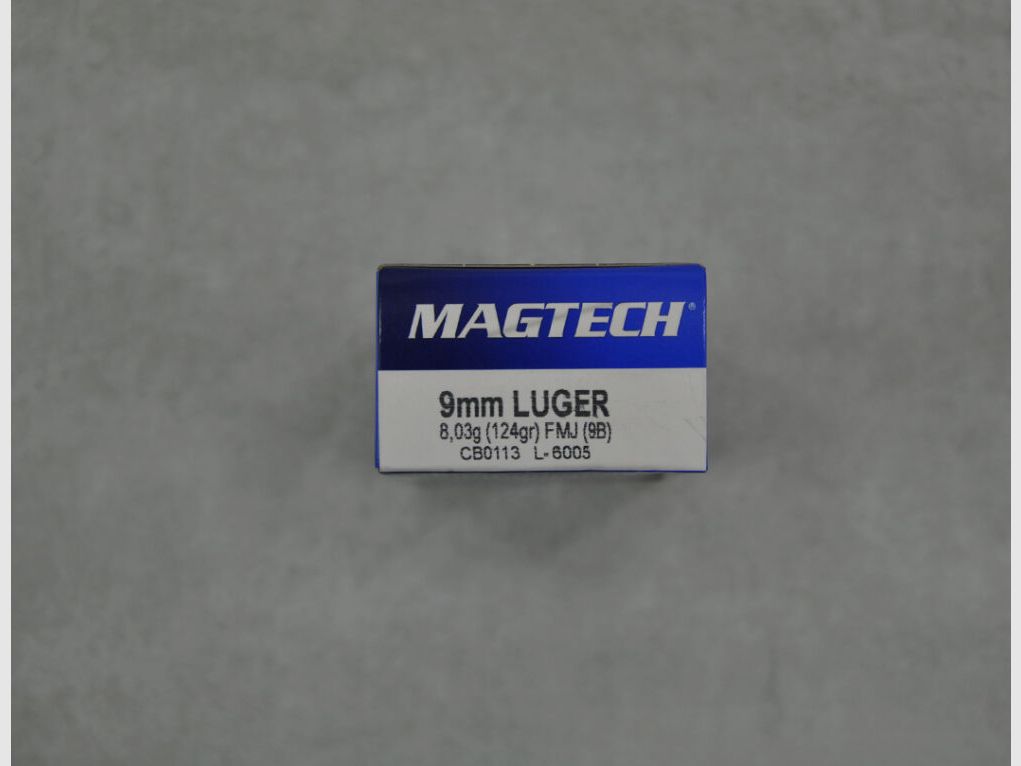 MAGTECH®
9mm LUGER
8,03g (124gr) FMJ (9B)
CB0113 L-6005